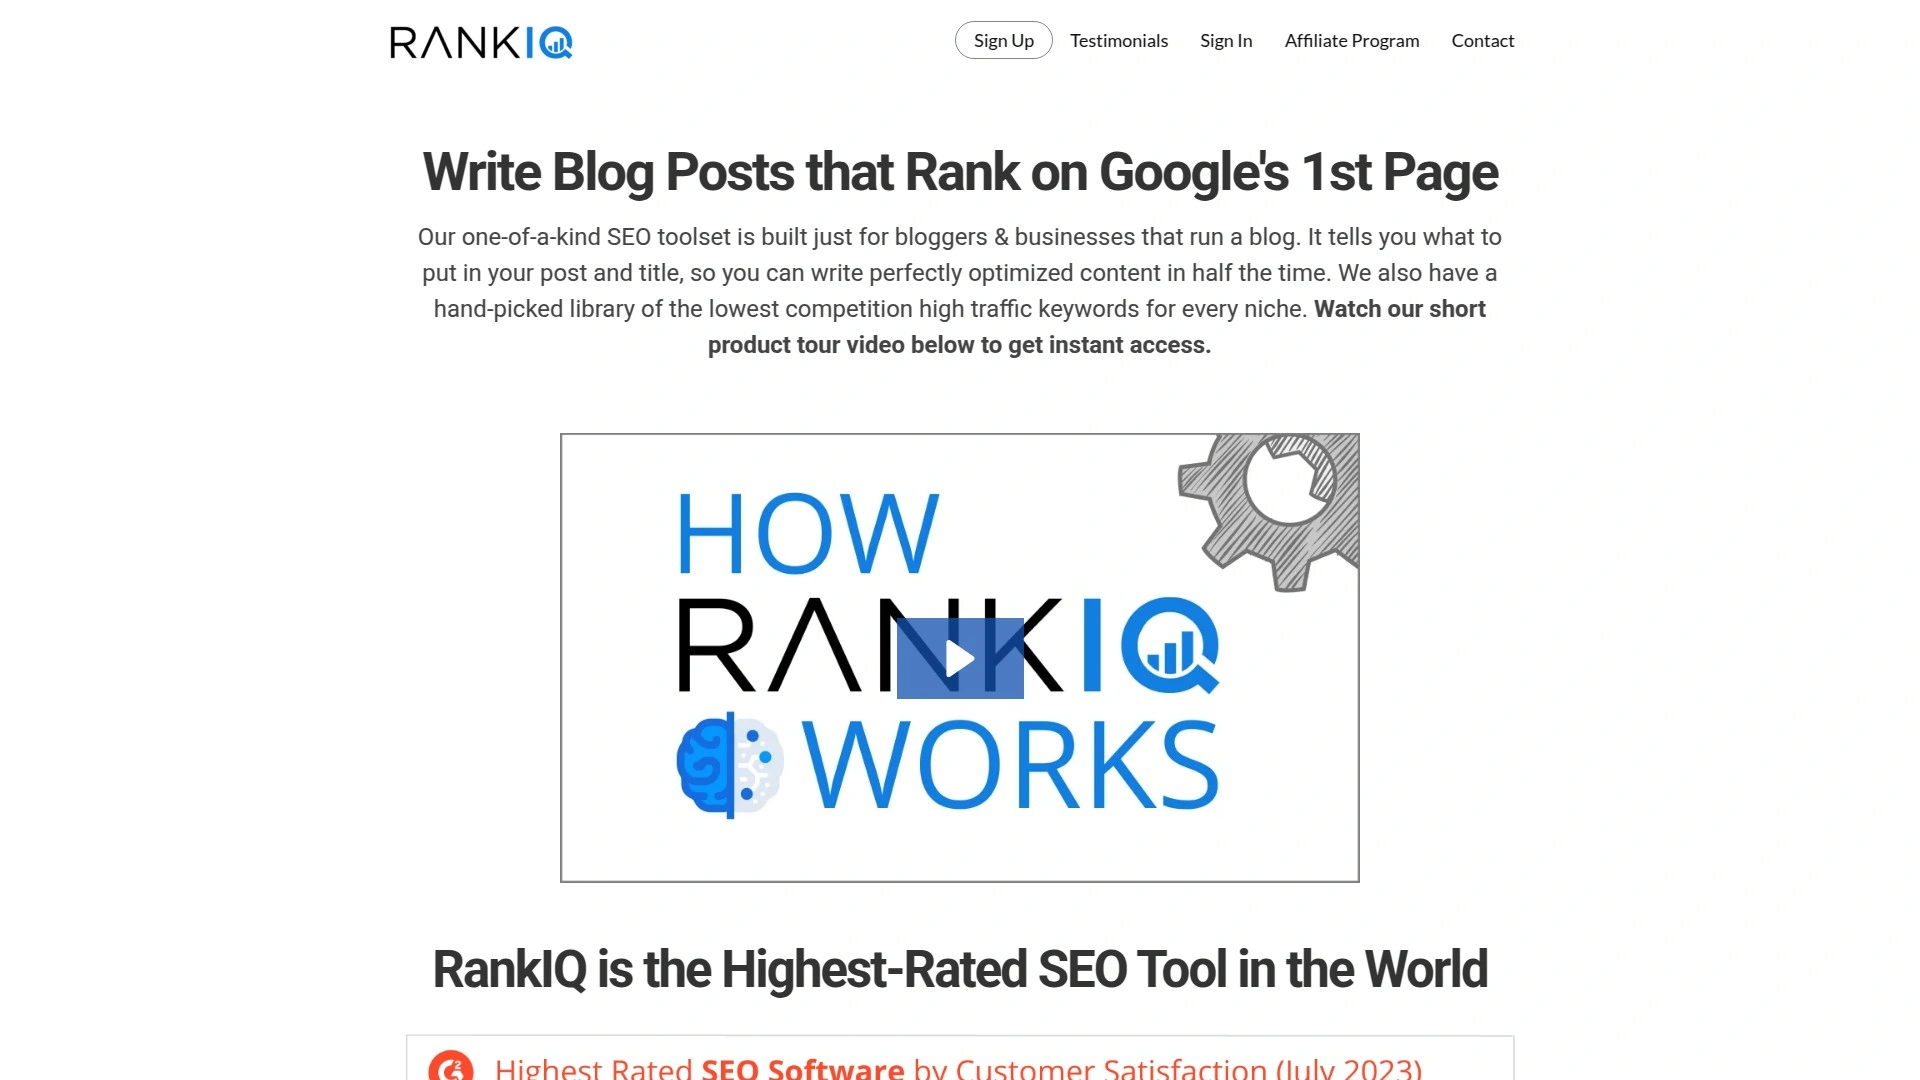 RANKIQ
Sign Up Testimonials Sign In Affiliate Program Contact
Write Blog Posts that Rank on Google's 1st Page
Our one-of-a-kind SEO toolset is built just for bloggers & businesses that run a blog. It tells you what to
put in your post and title, so you can write perfectly optimized content in half the time. We also have a
hand-picked library of the lowest competition high traffic keywords for every niche. Watch our short
product tour video below to get instant access.
HOW
RANKIQ
WORKS
RankIQ is the Highest-Rated SEO Tool in the World
Highest Rated SEO Software by Customer Satisfaction (July 2023)